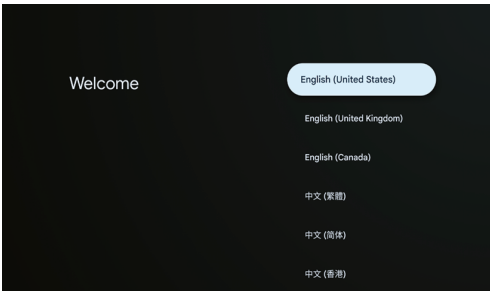 Welcome
English (United States)
English (United Kingdom)
English (Canada)
中文 (繁體)
中文 (简体)
中文 (香港)